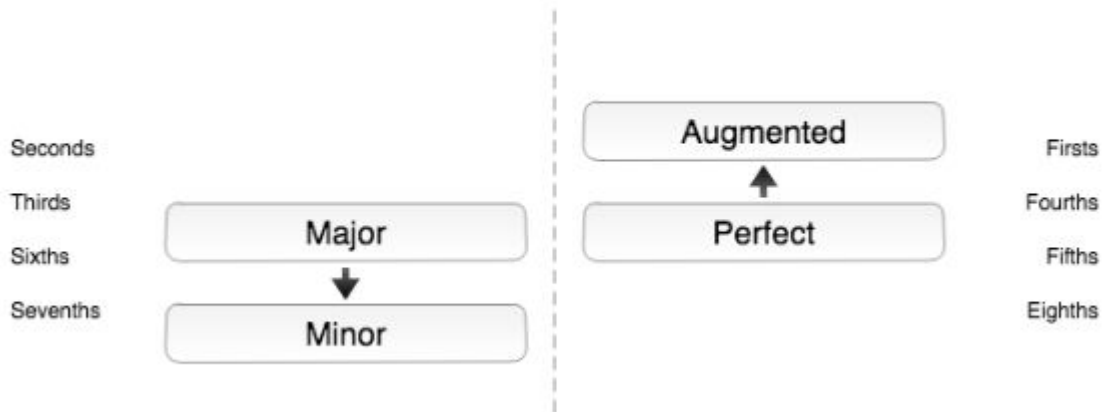 Seconds
Thirds
Sixths
Sevenths
Major
Minor
Augmented
Perfect
Firsts
Fourths
Fifths
Eighths